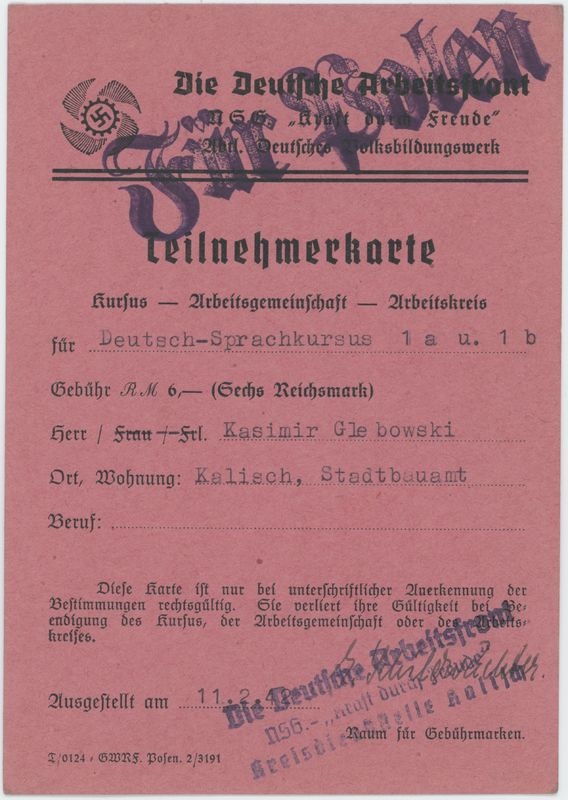 Für Polen
Die Deutsche Arbeitsfront
NSG. „Kraft durch Freude“
Abtl. Deutsches Volksbildungswerk
Teilnehmerkarte
Kursus — Arbeitsgemeinschaft — Arbeitskreis
für Deutsch-Sprachkursus 1 a u. 1 b
Gebühr RM 6,— (Sechs Reichsmark)
Herr / Frau / Frl. Kasimir Glebowski
Ort, Wohnung: Kalisch, Stadtbauamt
Beruf:
Diese Karte ist nur bei unterschriftlicher Anerkennung der
Bestimmungen rechtsgültig. Sie verliert ihre Gültigkeit bei Be-
endigung des Kursus, der Arbeitsgemeinschaft oder des Arbeits-
kreises.
Ausgestellt am 11.2.42
Die Deutsche Arbeitsfront
NSG.- „Kraft durch Freude“
Kreisdienststelle Kalisch
Raum für Gebührmarken.
T/0124 / GWRF. Posen. 2/3191